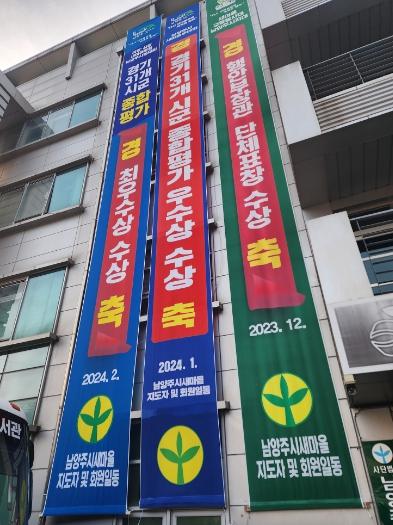 경기
31개
시군
종합
평가
경 최우수상 수상 축
2024. 2.
남양주시새마을
지도자 및 회원일동
경 경기 31개 시군 종합평가 우수상 수상 축
2024. 1.
남양주시새마을
지도자 및 회원일동
경 행안부장관 단체표창 수상 축
2023. 12.
남양주시새마을
지도자 및 회원일동
서관
사단법